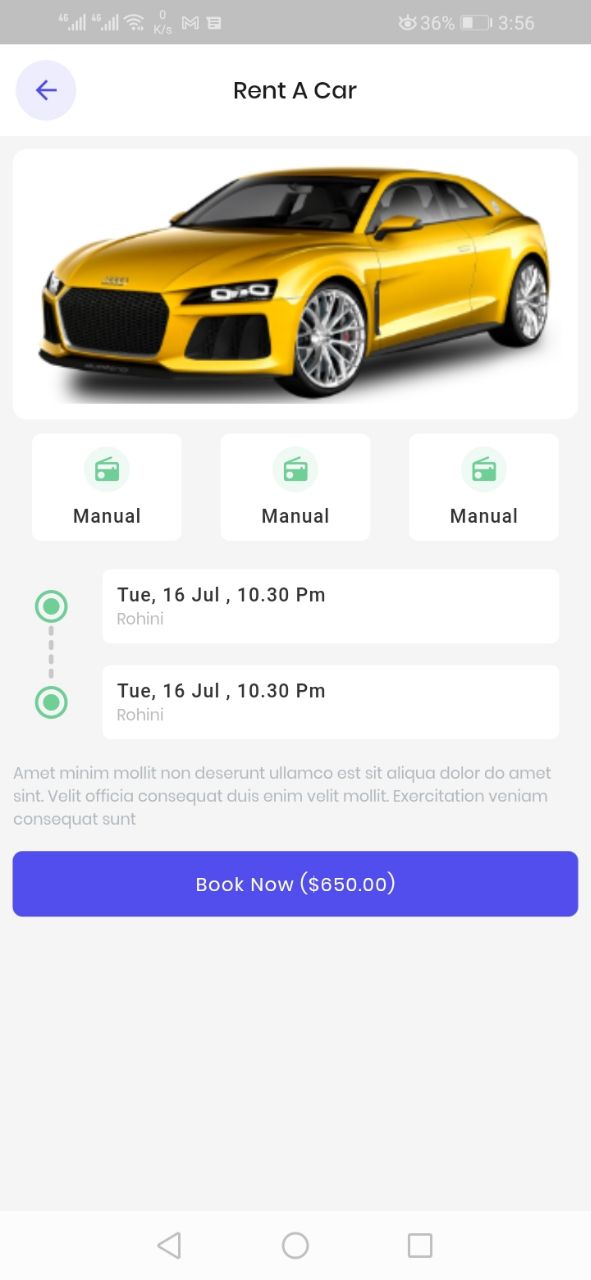 4G 4G 0 K/s 36% 3:56
Rent A Car
Manual Manual Manual
Tue, 16 Jul , 10.30 Pm
Rohini
Tue, 16 Jul , 10.30 Pm
Rohini
Amet minim mollit non deserunt ullamco est sit aliqua dolor do amet
sint. Velit officia consequat duis enim velit mollit. Exercitation veniam
consequat sunt
Book Now ($650.00)